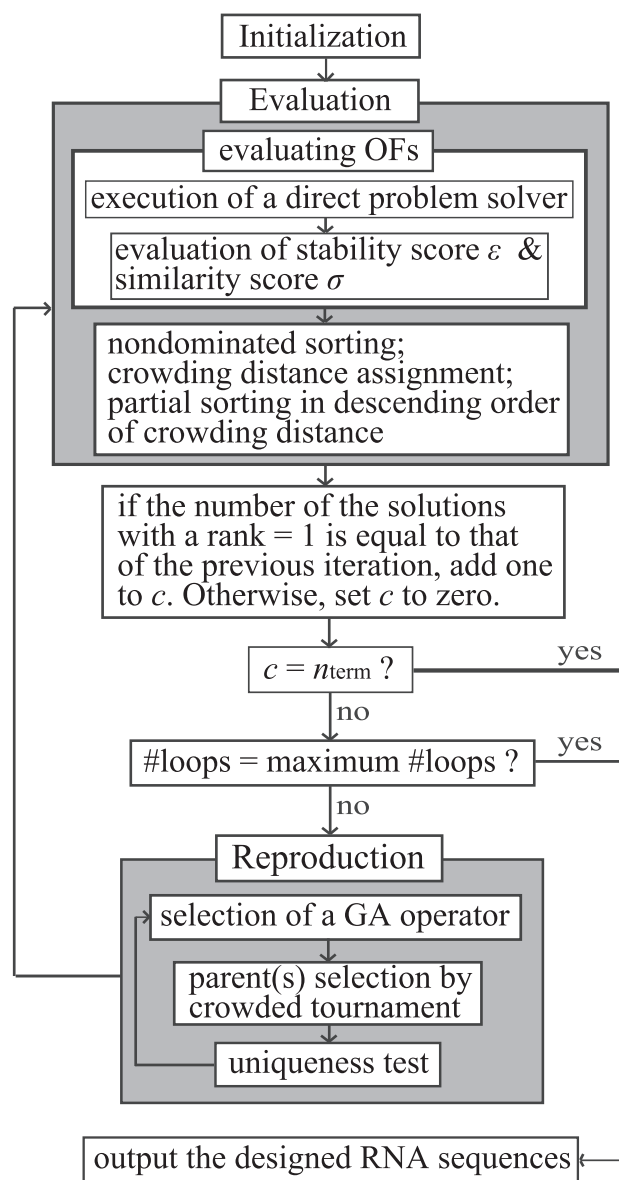 Initialization
Evaluation
evaluating OFs
execution of a direct problem solver
evaluation of stability score ε &
similarity score σ
nondominated sorting;
crowding distance assignment;
partial sorting in descending order
of crowding distance
if the number of the solutions
with a rank = 1 is equal to that
of the previous iteration, add one
to c. Otherwise, set c to zero.
c = nterm ?
yes
no
#loops = maximum #loops ?
yes
no
Reproduction
selection of a GA operator
parent(s) selection by
crowded tournament
uniqueness test
output the designed RNA sequences